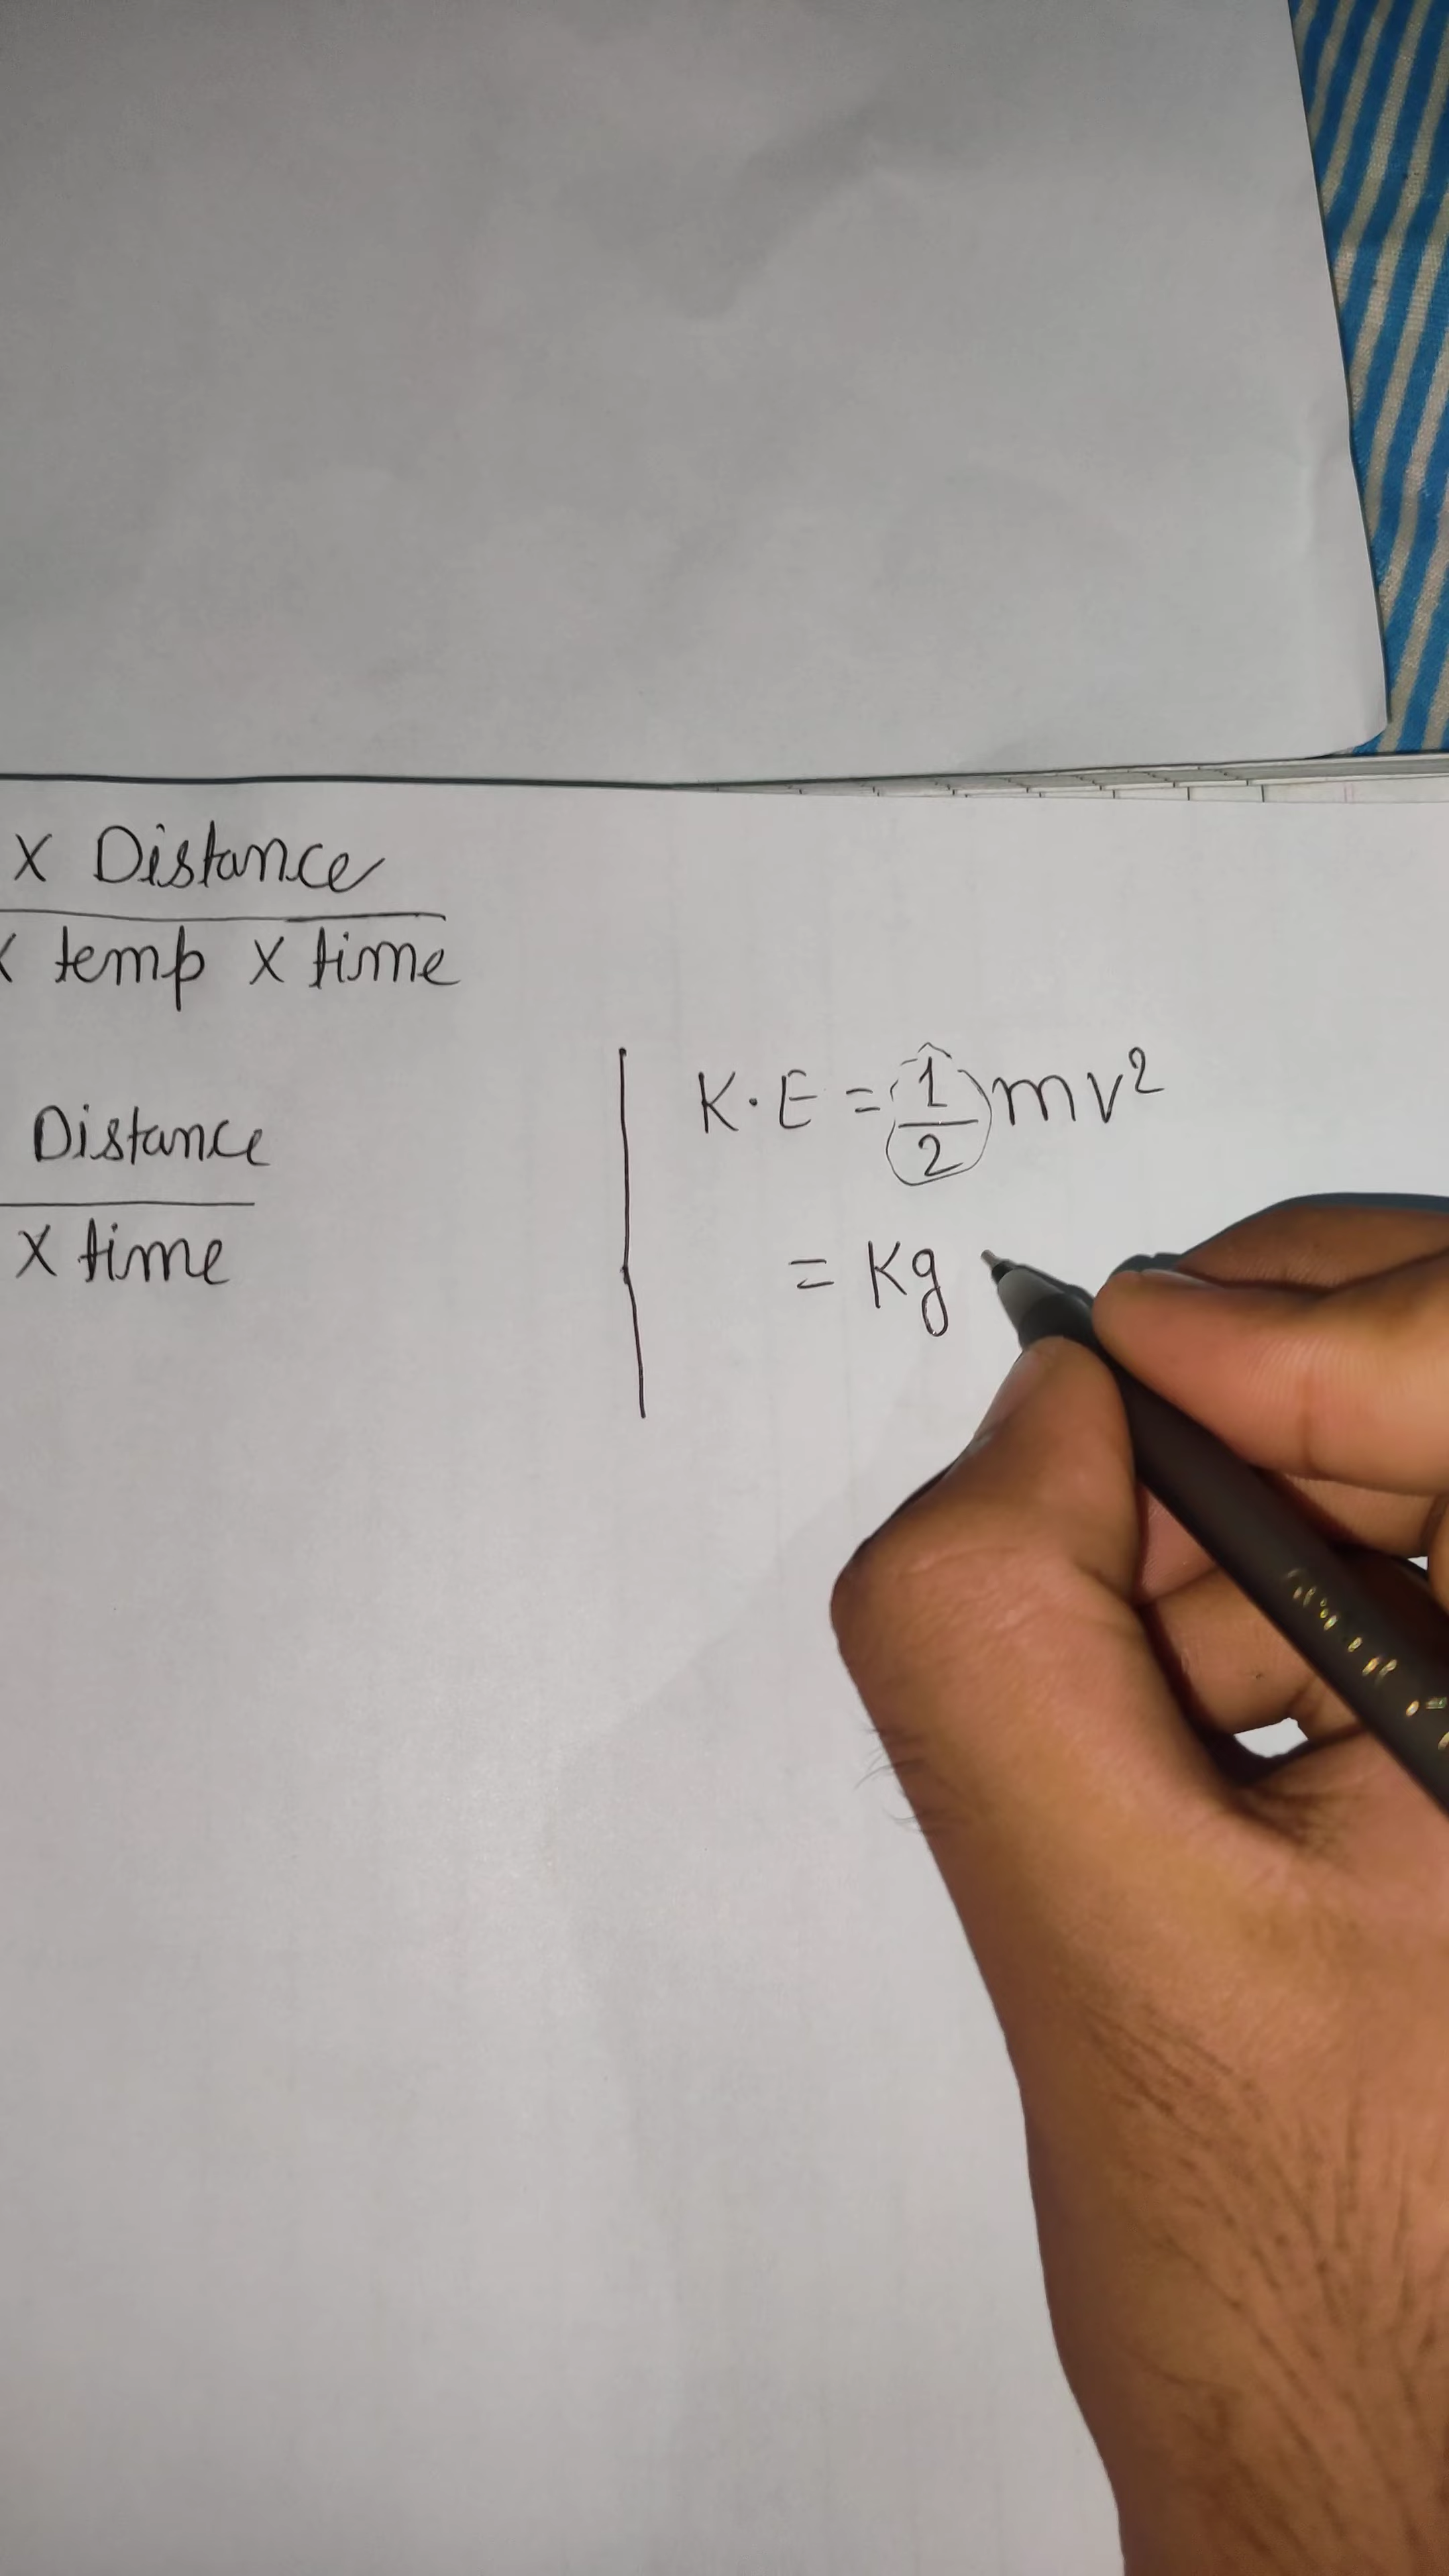 x Distance
x temp x time
Distance
x time
K.E = 1/2 mv²
= Kg